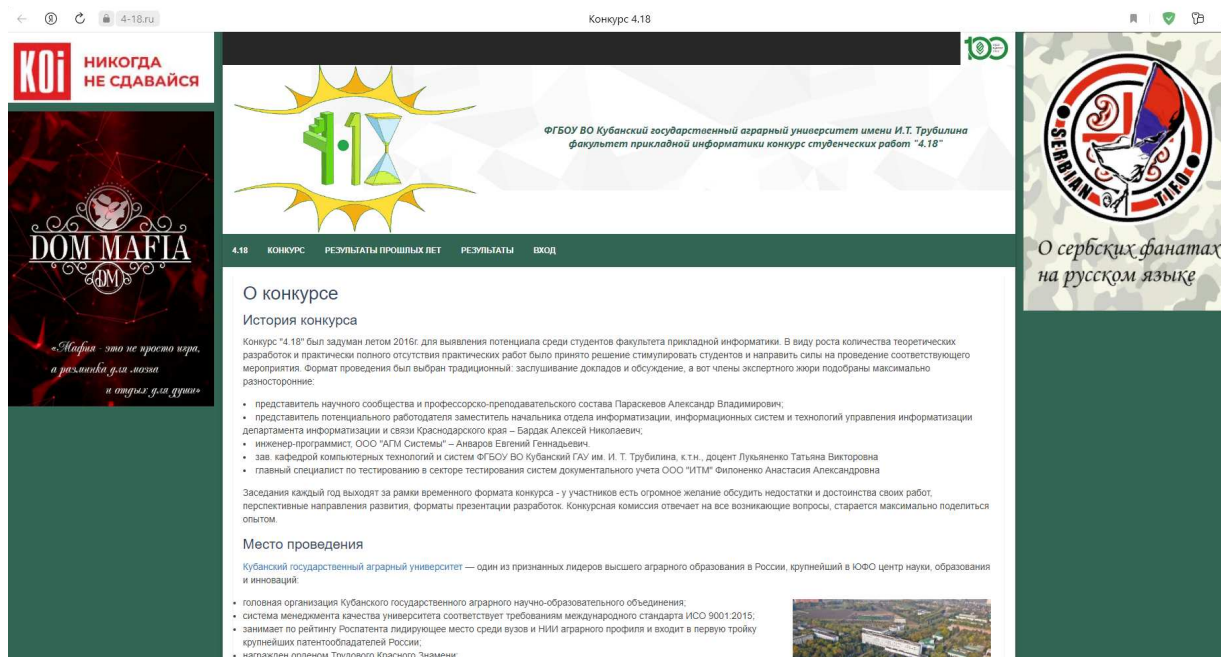 4-18.ru
Конкурс 4.18
КОi
НИКОГДА
НЕ СДАВАЙСЯ
100
4.18
ФГБОУ ВО Кубанский государственный аграрный университет имени И.Т. Трубилина
факультет прикладной информатики конкурс студенческих работ "4.18"
DOM MAFIA
DM
«Мафия - это не просто игра,
а разминка для мозга
и отдых для души»
SERBIAN TIFO
О сербских фанатах
на русском языке
4.18 КОНКУРС РЕЗУЛЬТАТЫ ПРОШЛЫХ ЛЕТ РЕЗУЛЬТАТЫ ВХОД
О конкурсе
История конкурса
Конкурс "4.18" был задуман летом 2016г. для выявления потенциала среди студентов факультета прикладной информатики. В виду роста количества теоретических
разработок и практически полного отсутствия практических работ было принято решение стимулировать студентов и направить силы на проведение соответствующего
мероприятия. Формат проведения был выбран традиционный: заслушивание докладов и обсуждение, а вот члены экспертного жюри подобраны максимально
разносторонние:
• представитель научного сообщества и профессорско-преподавательского состава Параскевов Александр Владимирович;
• представитель потенциального работодателя заместитель начальника отдела информатизации, информационных систем и технологий управления информатизации
департамента информатизации и связи Краснодарского края – Бардак Алексей Николаевич;
• инженер-программист, ООО "АГМ Системы" – Анваров Евгений Геннадьевич.
• зав. кафедрой компьютерных технологий и систем ФГБОУ ВО Кубанский ГАУ им. И. Т. Трубилина, к.т.н., доцент Лукьяненко Татьяна Викторовна
• главный специалист по тестированию в секторе тестирования систем документального учета ООО "ИТМ" Филоненко Анастасия Александровна
Заседания каждый год выходят за рамки временного формата конкурса - у участников есть огромное желание обсудить недостатки и достоинства своих работ,
перспективные направления развития, форматы презентации разработок. Конкурсная комиссия отвечает на все возникающие вопросы, старается максимально поделиться
опытом.
Место проведения
Кубанский государственный аграрный университет — один из признанных лидеров высшего аграрного образования в России, крупнейший в ЮФО центр науки, образования
и инноваций:
• головная организация Кубанского государственного аграрного научно-образовательного объединения;
• система менеджмента качества университета соответствует требованиям международного стандарта ИСО 9001:2015;
• занимает по рейтингу Роспатента лидирующее место среди вузов и НИИ аграрного профиля и входит в первую тройку
крупнейших патентообладателей России;
• награжден орденом Трудового Красного Знамени;